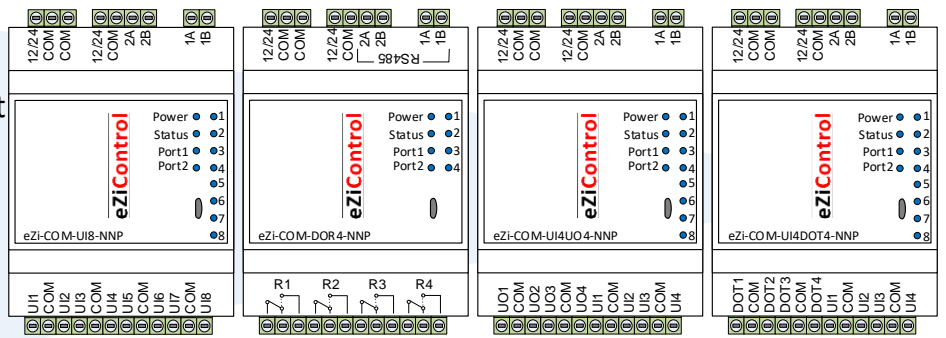 12/24 COM COM 12/24 COM 2A 2B 1A 1B
Power 1
Status 2
Port1 3
Port2 4
5
6
7
8
eZiControl
eZi-COM-UI8-NNP
UI1 COM UI2 UI3 COM UI4 UI5 COM UI6 UI7 COM UI8
12/24 COM COM 12/24 COM 2A 2B 1A 1B
RS485
Power 1
Status 2
Port1 3
Port2 4
eZiControl
eZi-COM-DOR4-NNP
R1 R2 R3 R4
12/24 COM COM 12/24 COM 2A 2B 1A 1B
Power 1
Status 2
Port1 3
Port2 4
5
6
7
8
eZiControl
eZi-COM-UI4UO4-NNP
UO1 COM UO2 UO3 COM UO4 UI1 COM UI2 UI3 COM UI4
12/24 COM COM 12/24 COM 2A 2B 1A 1B
Power 1
Status 2
Port1 3
Port2 4
5
6
7
8
eZiControl
eZi-COM-UI4DOT4-NNP
DOT1 COM DOT2 DOT3 COM DOT4 UI1 COM UI2 UI3 COM UI4